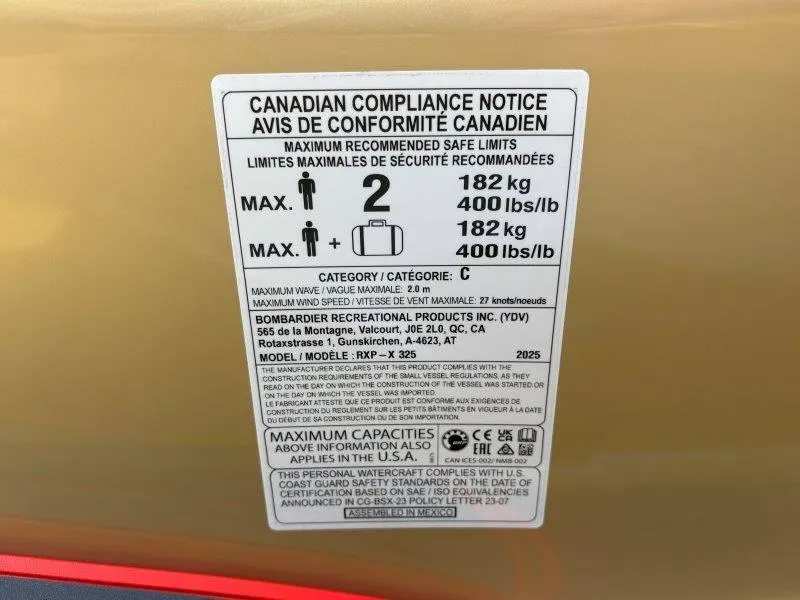 CANADIAN COMPLIANCE NOTICE
AVIS DE CONFORMITÉ CANADIEN
MAXIMUM RECOMMENDED SAFE LIMITS
LIMITES MAXIMALES DE SÉCURITÉ RECOMMANDÉES
MAX. 2 182 kg
400 lbs/lb
MAX. + 182 kg
400 lbs/lb
CATEGORY / CATÉGORIE: C
MAXIMUM WAVE / VAGUE MAXIMALE: 2.0 m
MAXIMUM WIND SPEED / VITESSE DE VENT MAXIMALE: 27 knots/noeuds
BOMBARDIER RECREATIONAL PRODUCTS INC. (YDV)
565 de la Montagne, Valcourt, J0E 2L0, QC, CA
Rotaxstrasse 1, Gunskirchen, A-4623, AT
MODEL / MODÈLE : RXP – X 325 2025
THE MANUFACTURER DECLARES THAT THIS PRODUCT COMPLIES WITH THE
CONSTRUCTION REQUIREMENTS OF THE SMALL VESSEL REGULATIONS, AS THEY
READ ON THE DAY ON WHICH THE CONSTRUCTION OF THE VESSEL WAS STARTED OR
ON THE DAY ON WHICH THE VESSEL WAS IMPORTED.
LE FABRICANT ATTESTE QUE CE PRODUIT EST CONFORME AUX EXIGENCES DE
CONSTRUCTION DU REGLEMENT SUR LES PETITS BÂTIMENTS EN VIGUEUR À LA DATE
DU DÉBUT DE SA CONSTRUCTION OU DE SON IMPORTATION.
MAXIMUM CAPACITIES
ABOVE INFORMATION ALSO
APPLIES IN THE U.S.A.
BRP CE UK CA
EAC
CAN ICES-002/ NMB-002
THIS PERSONAL WATERCRAFT COMPLIES WITH U.S.
COAST GUARD SAFETY STANDARDS ON THE DATE OF
CERTIFICATION BASED ON SAE / ISO EQUIVALENCIES
ANNOUNCED IN CG-BSX-23 POLICY LETTER 23-07
ASSEMBLED IN MEXICO